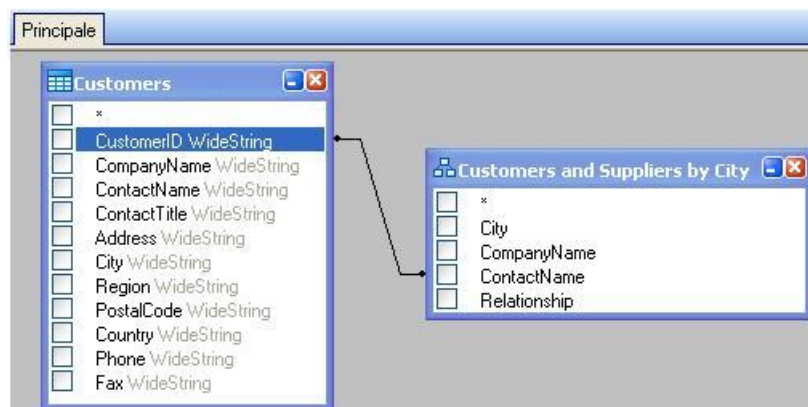 Principale
Customers
*
CustomerID WideString
CompanyName WideString
ContactName WideString
ContactTitle WideString
Address WideString
City WideString
Region WideString
PostalCode WideString
Country WideString
Phone WideString
Fax WideString
Customers and Suppliers by City
*
City
CompanyName
ContactName
Relationship